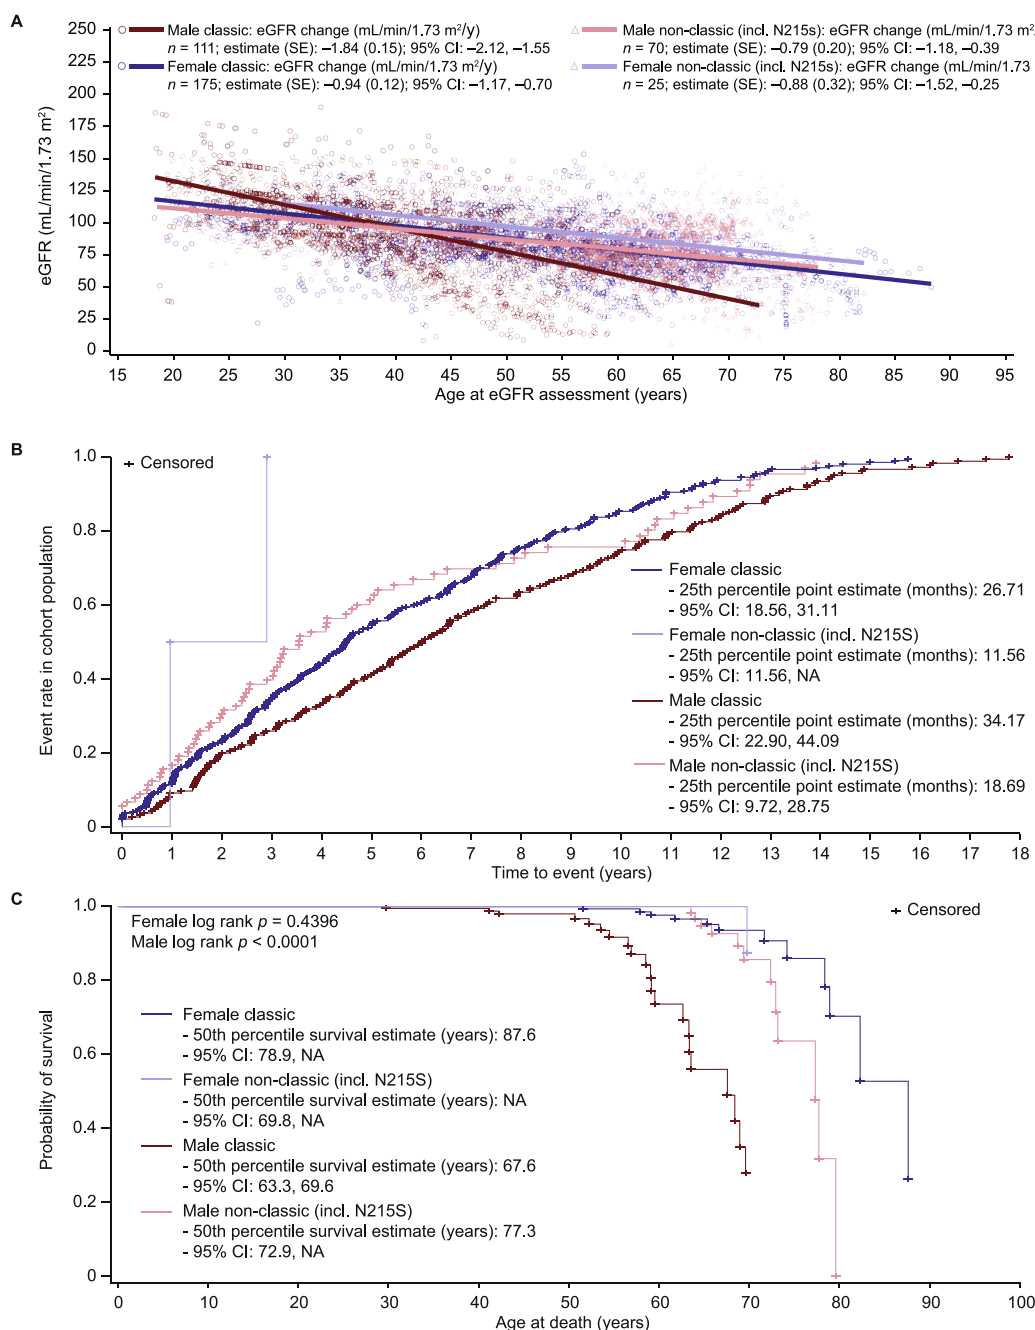 A
Male classic: eGFR change (mL/min/1.73 m²/y)
n = 111; estimate (SE): –1.84 (0.15); 95% CI: –2.12, –1.55
Female classic: eGFR change (mL/min/1.73 m²/y)
n = 175; estimate (SE): –0.94 (0.12); 95% CI: –1.17, –0.70
Male non-classic (incl. N215s): eGFR change (mL/min/1.73 m²/
n = 70; estimate (SE): –0.79 (0.20); 95% CI: –1.18, –0.39
Female non-classic (incl. N215s): eGFR change (mL/min/1.73
n = 25; estimate (SE): –0.88 (0.32); 95% CI: –1.52, –0.25
eGFR (mL/min/1.73 m²)
250
225
200
175
150
125
100
75
50
25
0
15 20 25 30 35 40 45 50 55 60 65 70 75 80 85 90 95
Age at eGFR assessment (years)
B
+ Censored
Event rate in cohort population
1.0
0.8
0.6
0.4
0.2
0
Female classic
- 25th percentile point estimate (months): 26.71
- 95% CI: 18.56, 31.11
Female non-classic (incl. N215S)
- 25th percentile point estimate (months): 11.56
- 95% CI: 11.56, NA
Male classic
- 25th percentile point estimate (months): 34.17
- 95% CI: 22.90, 44.09
Male non-classic (incl. N215S)
- 25th percentile point estimate (months): 18.69
- 95% CI: 9.72, 28.75
0 1 2 3 4 5 6 7 8 9 10 11 12 13 14 15 16 17 18
Time to event (years)
C
+ Censored
Female log rank p = 0.4396
Male log rank p < 0.0001
Probability of survival
1.0
0.8
0.6
0.4
0.2
0
Female classic
- 50th percentile survival estimate (years): 87.6
- 95% CI: 78.9, NA
Female non-classic (incl. N215S)
- 50th percentile survival estimate (years): NA
- 95% CI: 69.8, NA
Male classic
- 50th percentile survival estimate (years): 67.6
- 95% CI: 63.3, 69.6
Male non-classic (incl. N215S)
- 50th percentile survival estimate (years): 77.3
- 95% CI: 72.9, NA
0 10 20 30 40 50 60 70 80 90 100
Age at death (years)